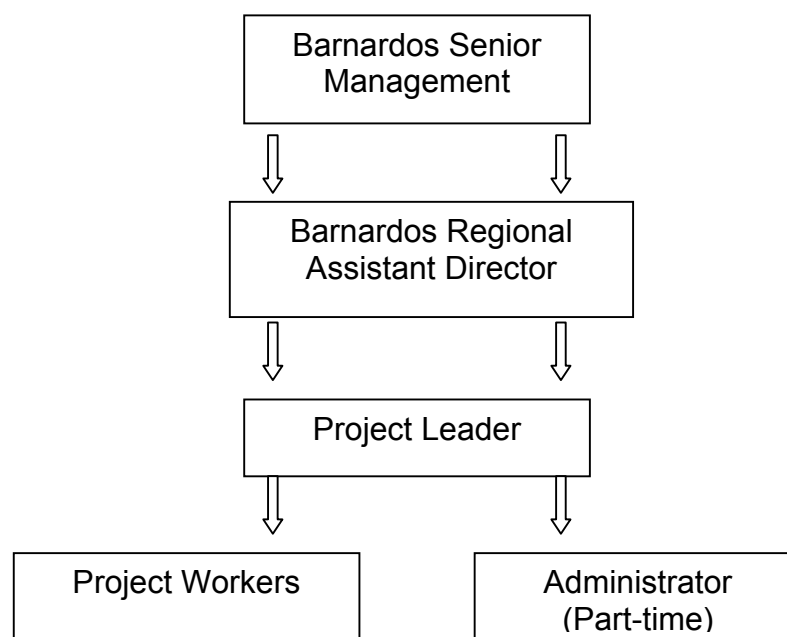 Barnardos Senior
Management
Barnardos Regional
Assistant Director
Project Leader
Project Workers
Administrator
(Part-time)